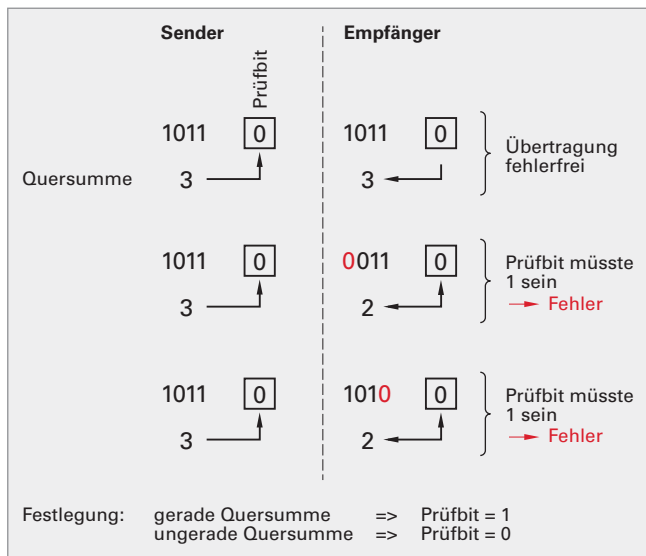 Sender Empfänger
Prüfbit
1011 0 1011 0 Übertragung
fehlerfrei
Quersumme 3 3
1011 0 0011 0 Prüfbit müsste
1 sein
3 2 → Fehler
1011 0 1010 0 Prüfbit müsste
1 sein
3 2 → Fehler
Festlegung: gerade Quersumme => Prüfbit = 1
ungerade Quersumme => Prüfbit = 0